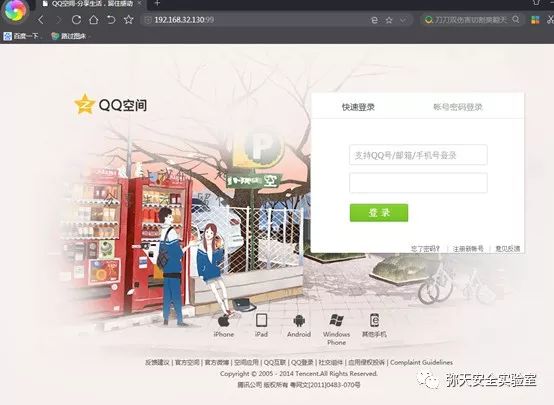 QQ空间-分享生活，留住感动
192.168.32.130:99
刀刀双伤害切割美翻天
百度一下
路过图床
QQ空间
快速登录
帐号密码登录
支持QQ号/邮箱/手机号登录
登 录
忘了密码？ | 注册新帐号 | 意见反馈
P
空
iPhone
iPad
Android
Windows Phone
其他手机
反馈建议 | 官方空间 | 官方微博 | 空间应用 | QQ互联 | QQ登录 | 社交组件 | 应用侵权投诉 | Complaint Guidelines
Copyright © 2005 - 2014 Tencent.All Rights Reserved.
腾讯公司 版权所有 粤网文[2011]0483-070号
弥天安全实验室